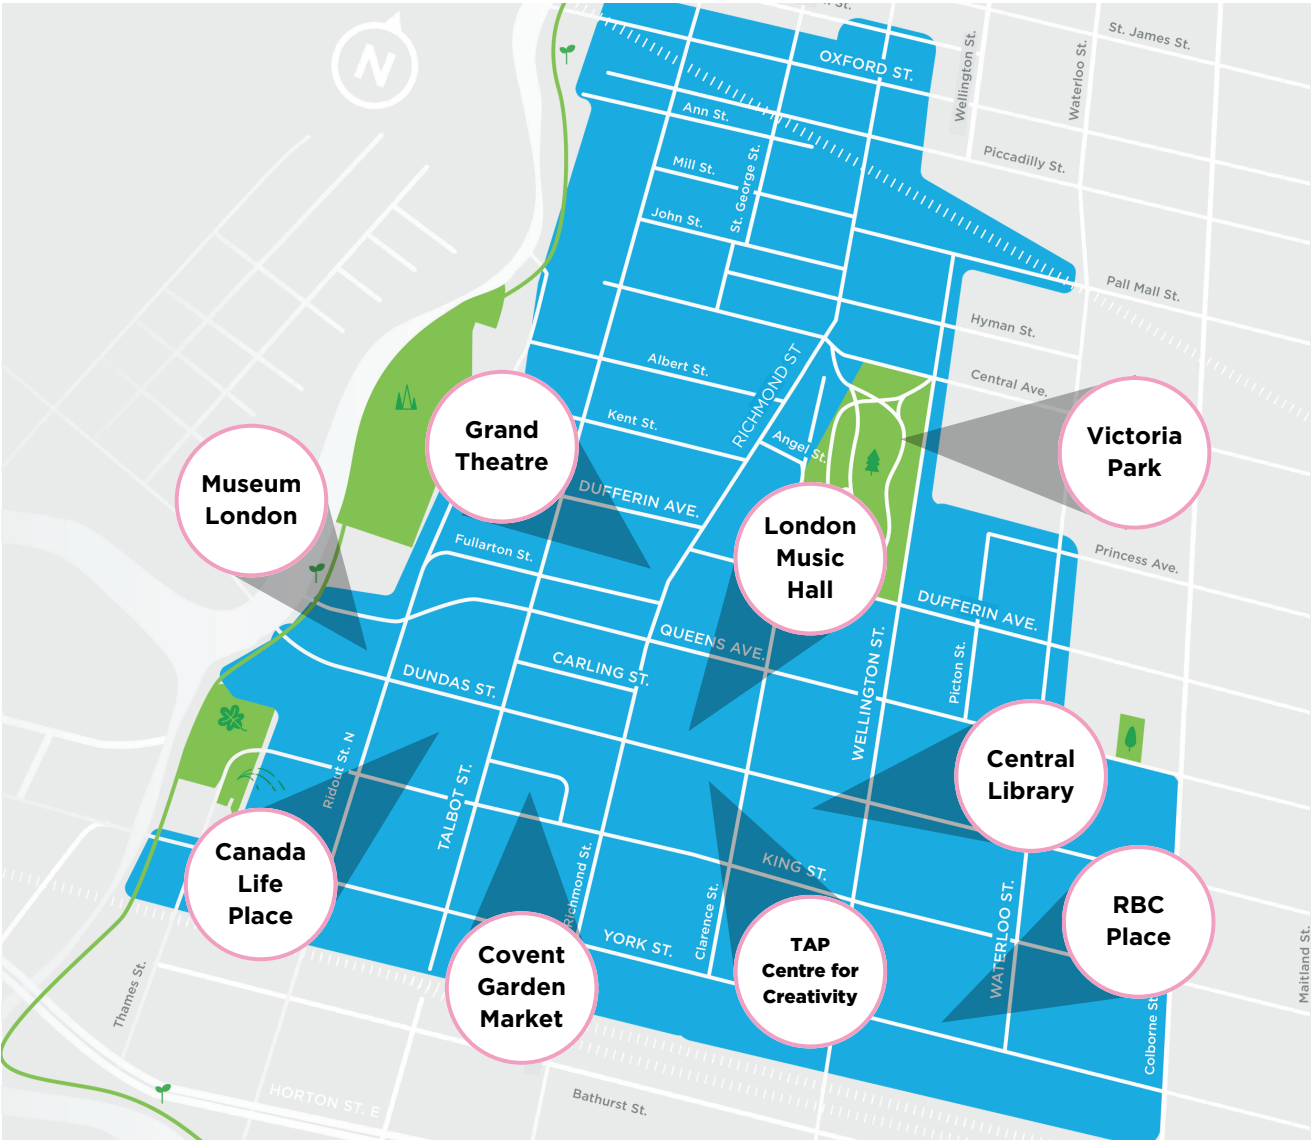 St. James St.
OXFORD ST.
Wellington St.
Waterloo St.
N
Ann St.
Piccadilly St.
Mill St.
St. George St.
John St.
Pall Mall St.
Hyman St.
Albert St.
RICHMOND ST
Central Ave.
Kent St.
Angel St.
Grand
Theatre
Victoria
Park
Museum
London
DUFFERIN AVE.
London
Music
Hall
Fullarton St.
Princess Ave.
DUFFERIN AVE.
QUEENS AVE.
CARLING ST.
DUNDAS ST.
WELLINGTON ST.
Picton St.
Ridout St. N
TALBOT ST.
Central
Library
Canada
Life
Place
KING ST.
Richmond St.
Clarence St.
YORK ST.
WATERLOO ST.
RBC
Place
Covent
Garden
Market
TAP
Centre for
Creativity
Thames St.
Maitland St.
Colborne St.
HORTON ST. E
Bathurst St.